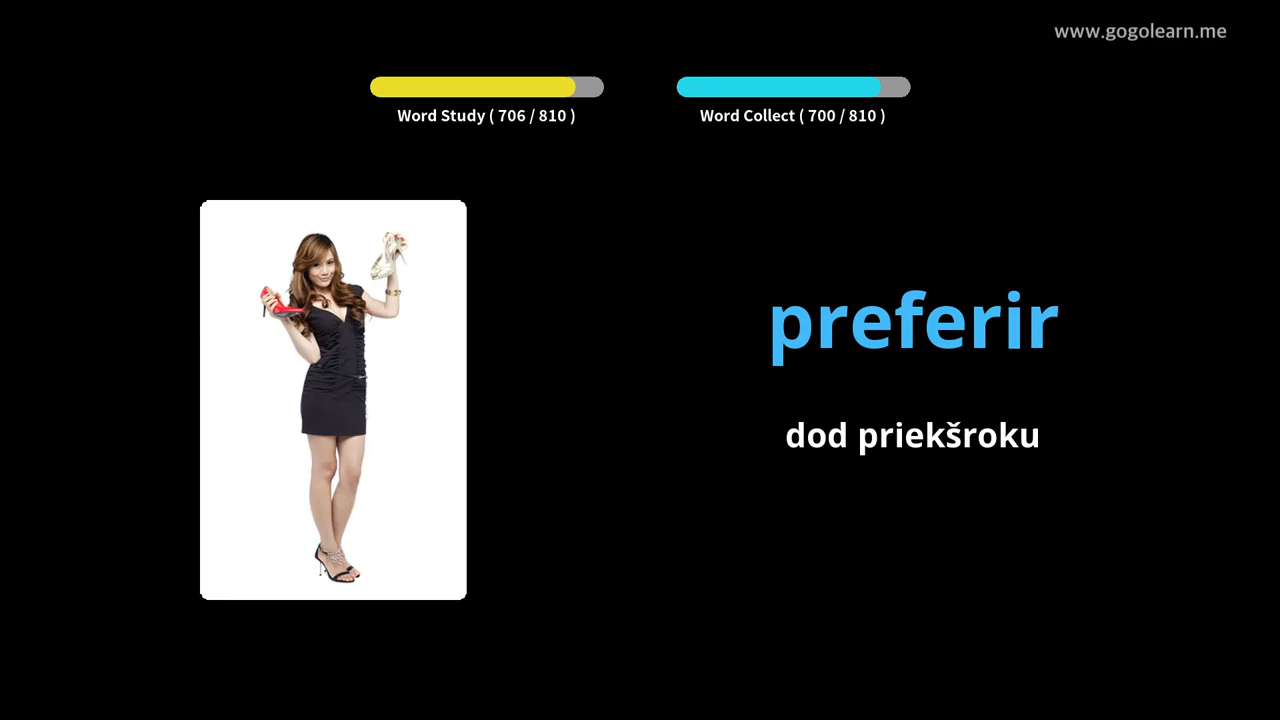 www.gogolearn.me
Word Study ( 706 / 810 )
Word Collect ( 700 / 810 )
preferir
dod priekšroku